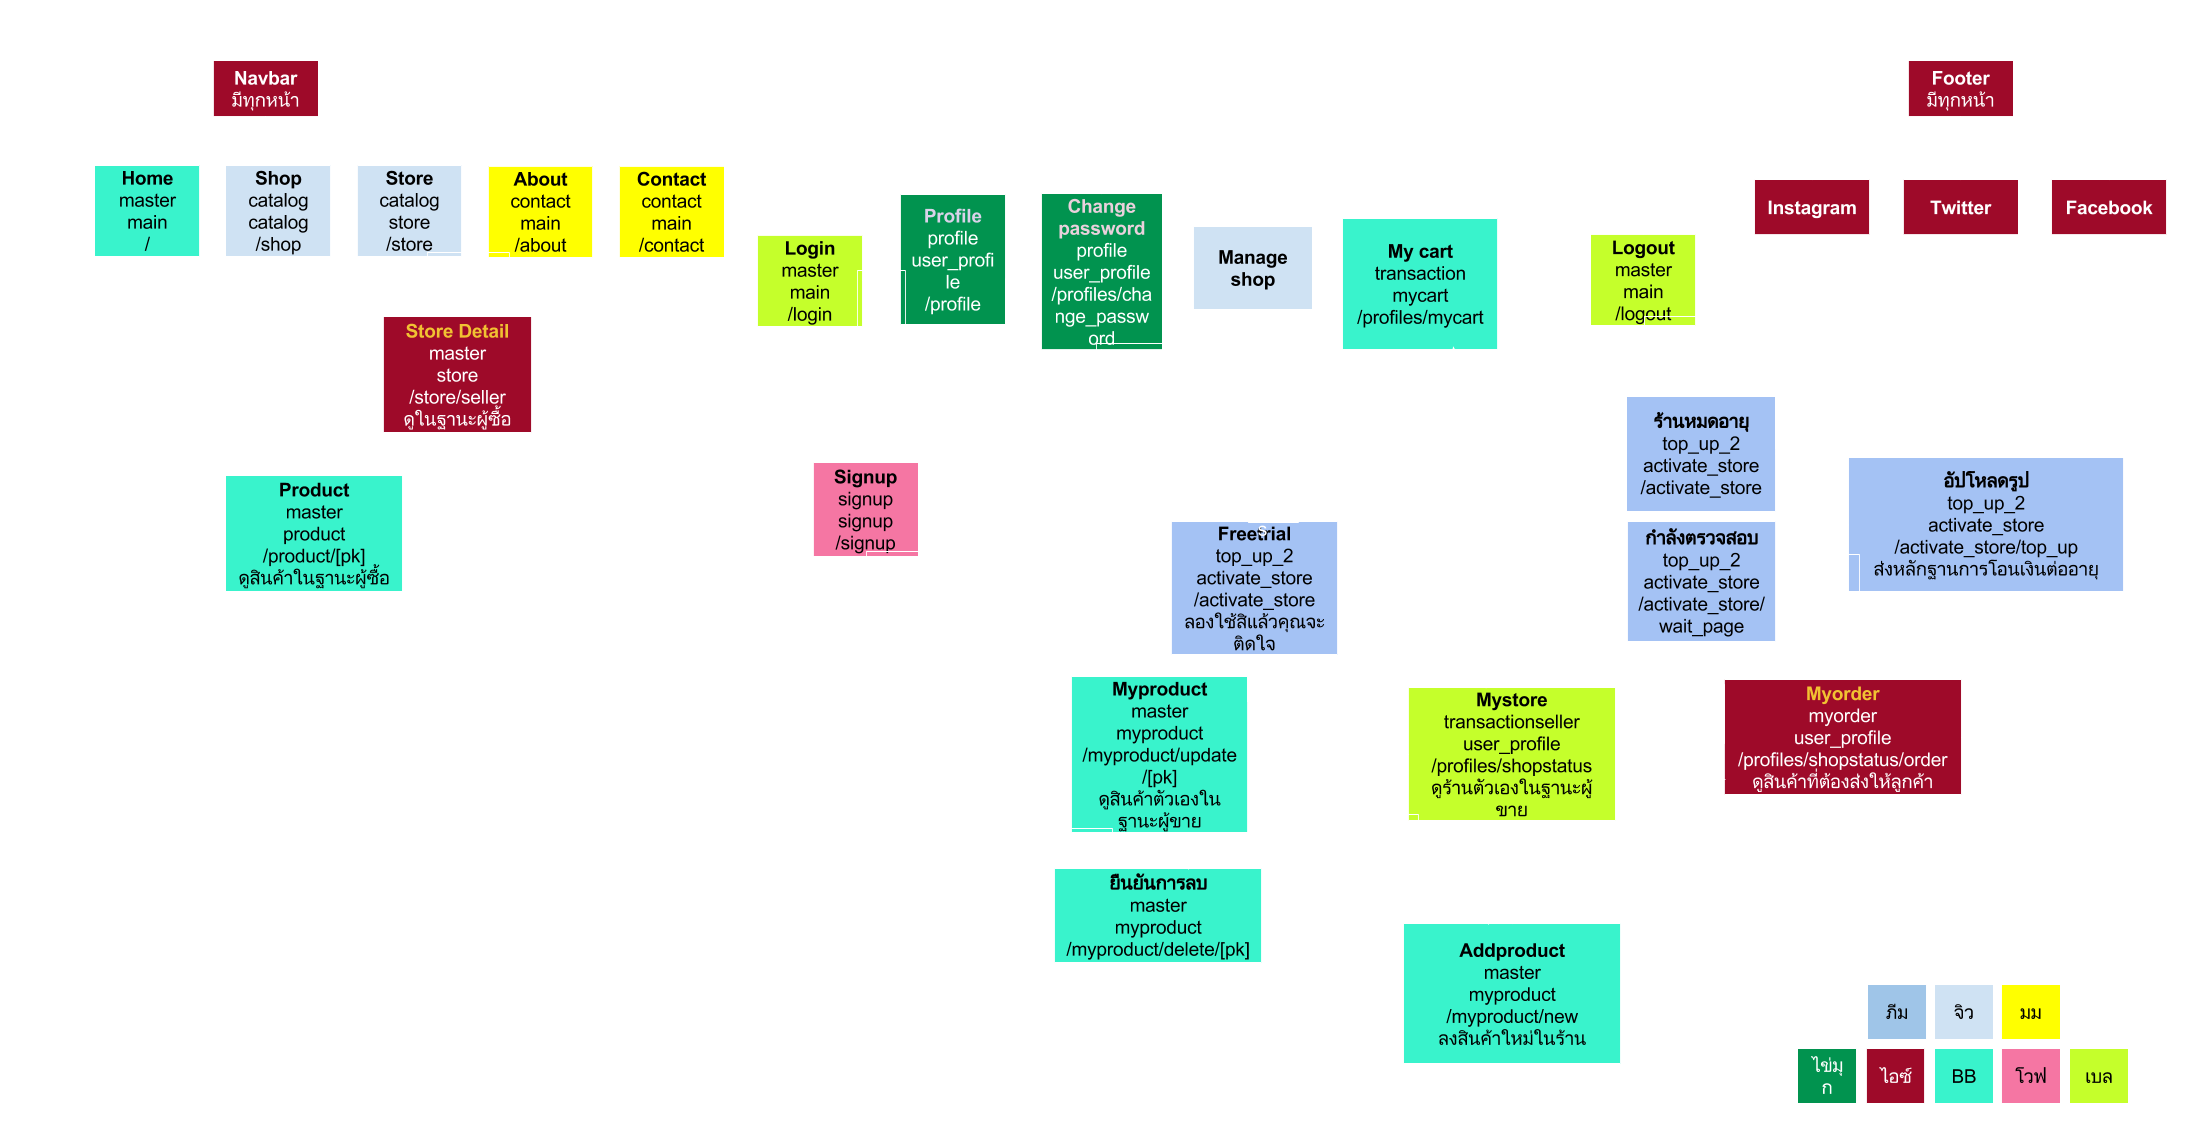 Navbar
มีทุกหน้า
Footer
มีทุกหน้า
Home
master
main
/
Shop
catalog
catalog
/shop
Store
catalog
store
/store
About
contact
main
/about
Contact
contact
main
/contact
Login
master
main
/login
Profile
profile
user_profi
le
/profile
Change
password
profile
user_profile
/profiles/cha
nge_passw
ord
Manage
shop
My cart
transaction
mycart
/profiles/mycart
Logout
master
main
/logout
Instagram
Twitter
Facebook
Store Detail
master
store
/store/seller
ดูในฐานะผู้ซื้อ
Product
master
product
/product/[pk]
ดูสินค้าในฐานะผู้ซื้อ
Signup
signup
signup
/signup
Freetrial
top_up_2
activate_store
/activate_store
ลองใช้สิแล้วคุณจะ
ติดใจ
ร้านหมดอายุ
top_up_2
activate_store
/activate_store
กำลังตรวจสอบ
top_up_2
activate_store
/activate_store/
wait_page
อัปโหลดรูป
top_up_2
activate_store
/activate_store/top_up
ส่งหลักฐานการโอนเงินต่ออายุ
Myproduct
master
myproduct
/myproduct/update
/[pk]
ดูสินค้าตัวเองใน
ฐานะผู้ขาย
Mystore
transactionseller
user_profile
/profiles/shopstatus
ดูร้านตัวเองในฐานะผู้
ขาย
Myorder
myorder
user_profile
/profiles/shopstatus/order
ดูสินค้าที่ต้องส่งให้ลูกค้า
ยืนยันการลบ
master
myproduct
/myproduct/delete/[pk]
Addproduct
master
myproduct
/myproduct/new
ลงสินค้าใหม่ในร้าน
ภีม
จิว
มม
ไข่มุ
ก
ไอซ์
BB
โวฟ
เบล